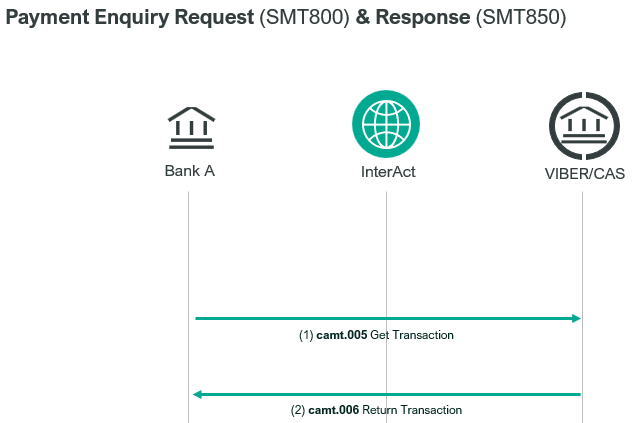 Payment Enquiry Request (SMT800) & Response (SMT850)
Bank A
InterAct
VIBER/CAS
(1) camt.005 Get Transaction
(2) camt.006 Return Transaction